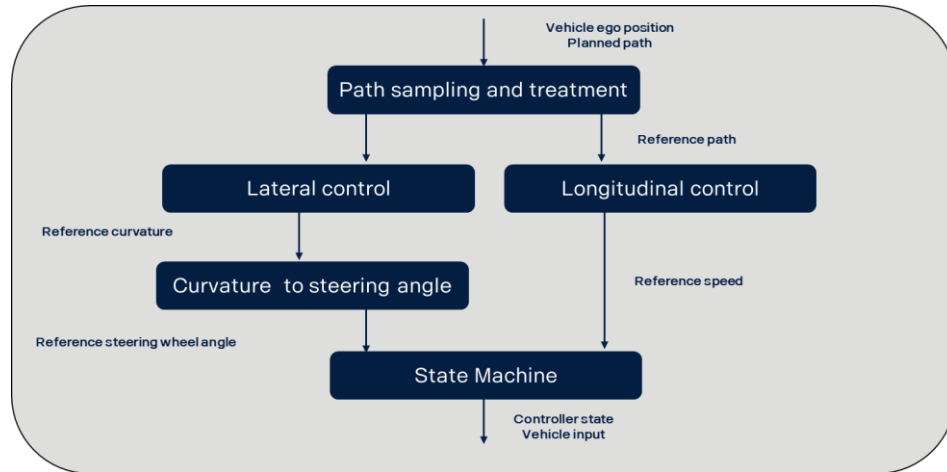 Vehicle ego position
Planned path
Path sampling and treatment
Reference path
Lateral control
Longitudinal control
Reference curvature
Curvature to steering angle
Reference speed
Reference steering wheel angle
State Machine
Controller state
Vehicle input